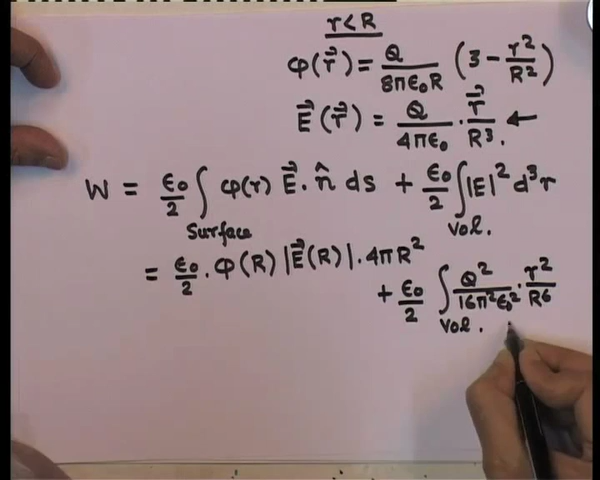 r < R
φ(r⃗) = Q/8πε₀R (3 - r²/R²)
E⃗(r⃗) = Q/4πε₀ · r⃗/R³. ←
W = ε₀/2 ∫ φ(r) E⃗ · n̂ ds + ε₀/2 ∫ |E|² d³r
Surface Vol.
= ε₀/2 · φ(R) |E⃗(R)| · 4πR²
+ ε₀/2 ∫ Q²/16π²ε₀² · r²/R⁶
Vol.